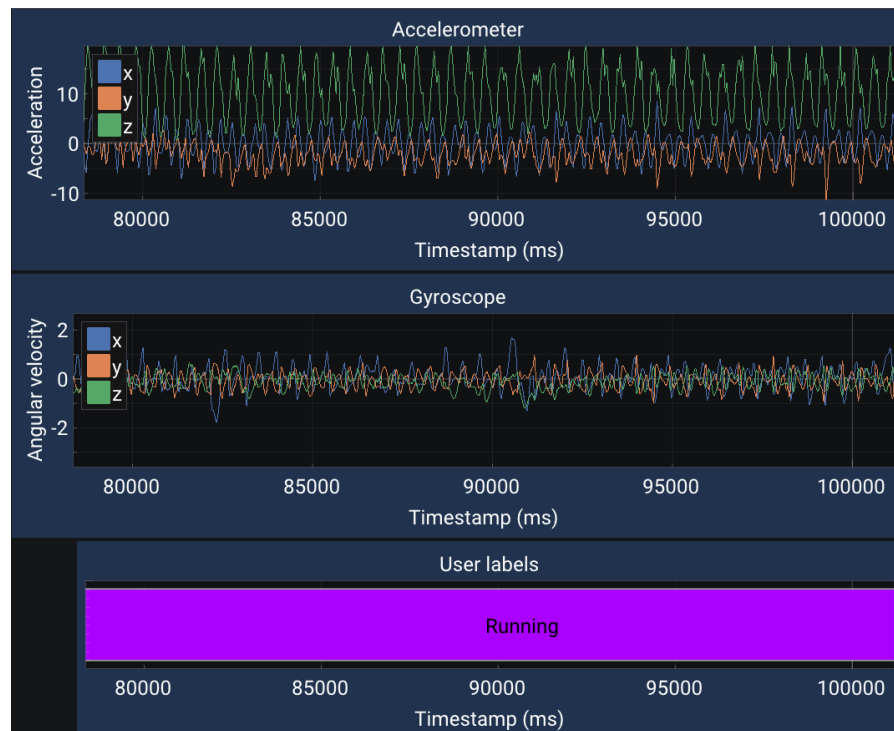 Accelerometer
Acceleration
x
y
z
10
0
-10
80000 85000 90000 95000 100000
Timestamp (ms)
Gyroscope
Angular velocity
x
y
z
2
0
-2
80000 85000 90000 95000 100000
Timestamp (ms)
User labels
Running
80000 85000 90000 95000 100000
Timestamp (ms)